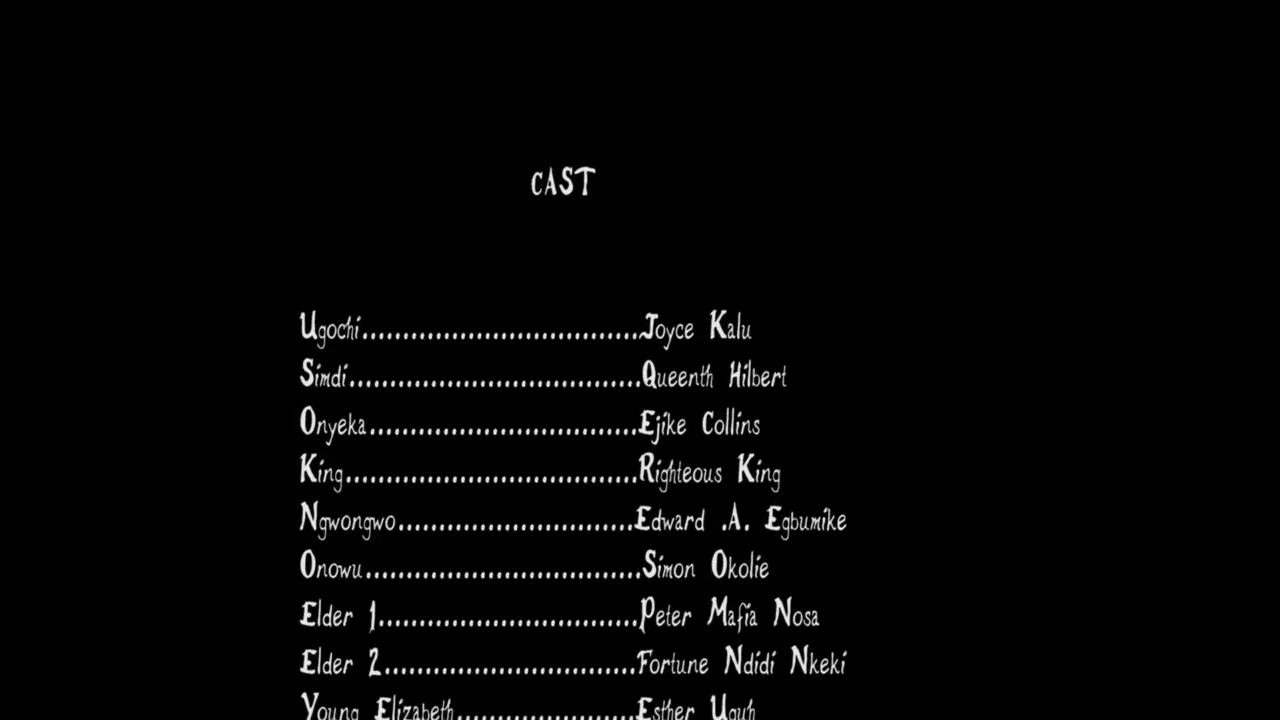 CAST
Ugochi..................................Joyce Kalu
Simdi....................................Queenth Hilbert
Onyeka.................................Ejike Collins
King....................................Righteous King
Ngwongwo.............................Edward .A. Egbumike
Onowu..................................Simon Okolie
Elder 1................................Peter Mafia Nosa
Elder 2...............................Fortune Ndidi Nkeki
Young Elizabeth......................Esther Uguh